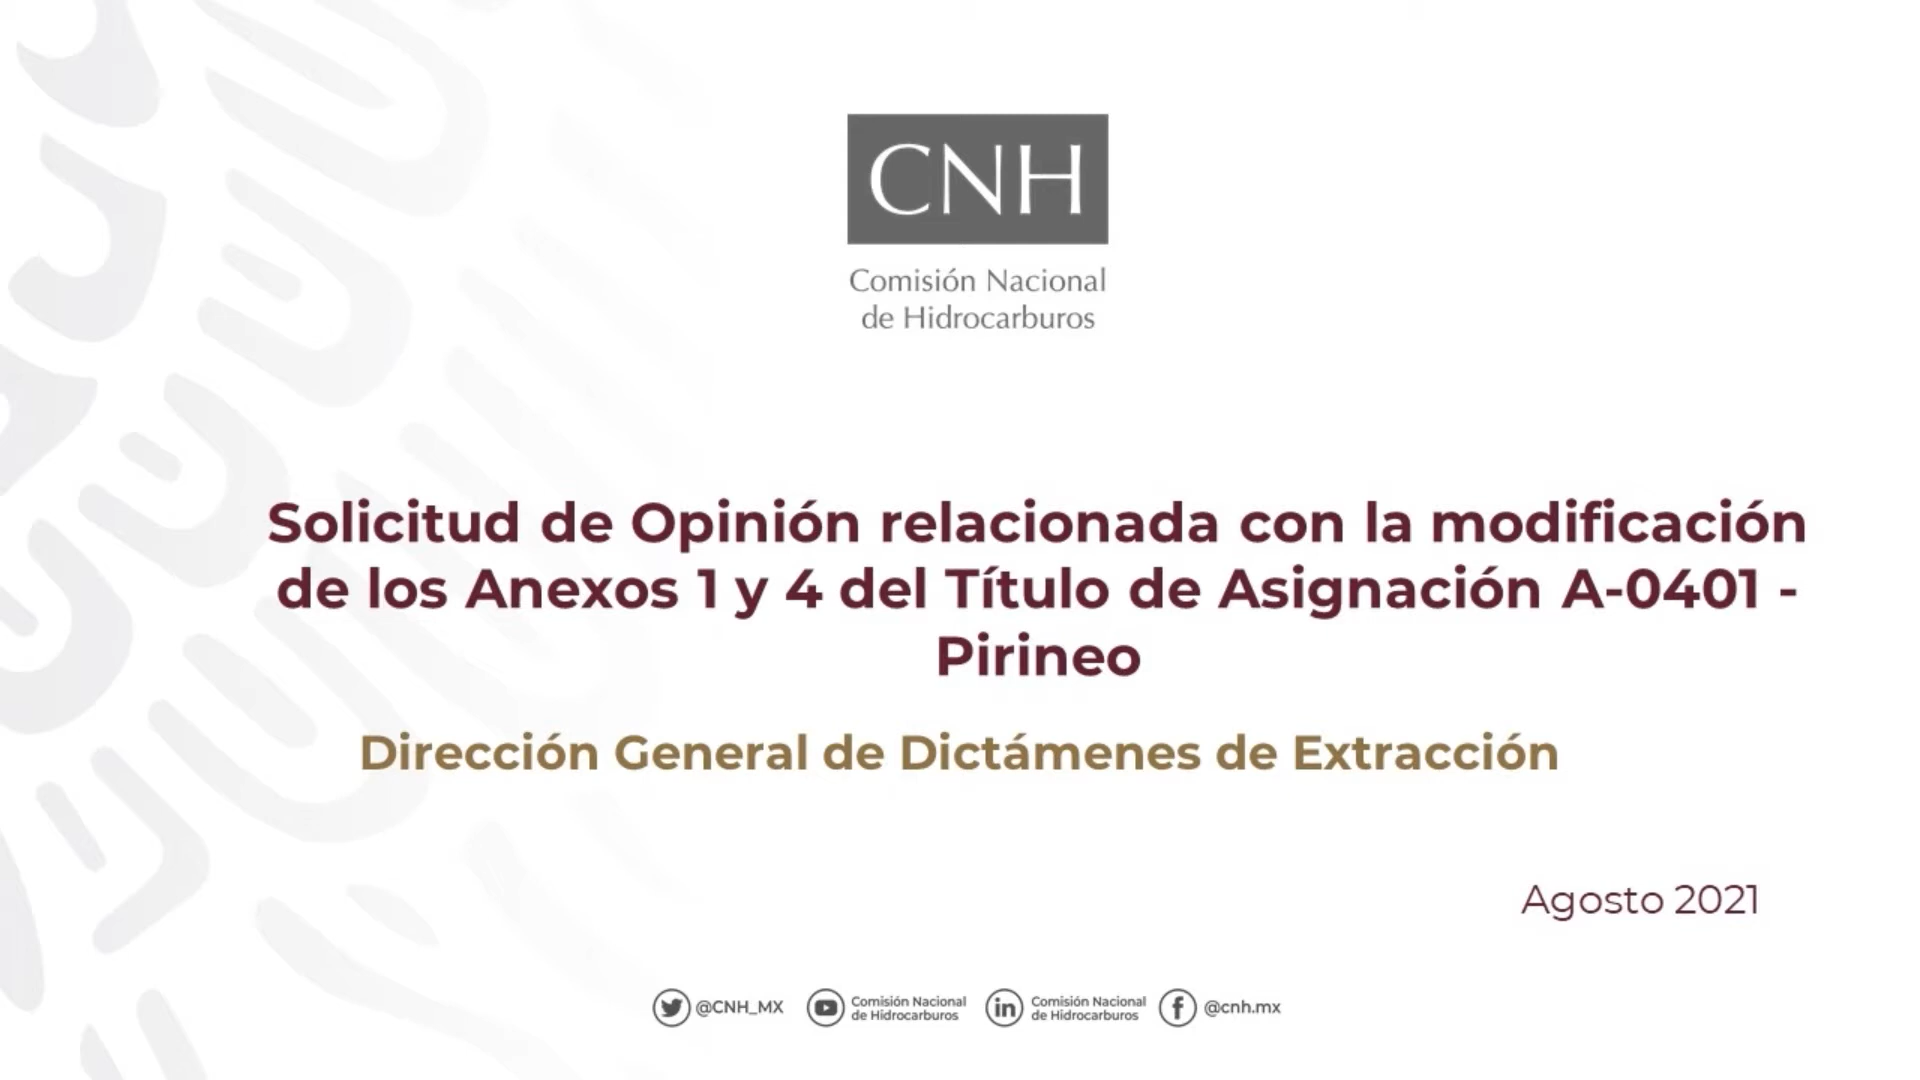 CNH
Comisión Nacional
de Hidrocarburos
Solicitud de Opinión relacionada con la modificación
de los Anexos 1 y 4 del Título de Asignación A-0401 -
Pirineo
Dirección General de Dictámenes de Extracción
Agosto 2021
@CNH_MX
Comisión Nacional
de Hidrocarburos
in
Comisión Nacional
de Hidrocarburos
f
@cnh.mx